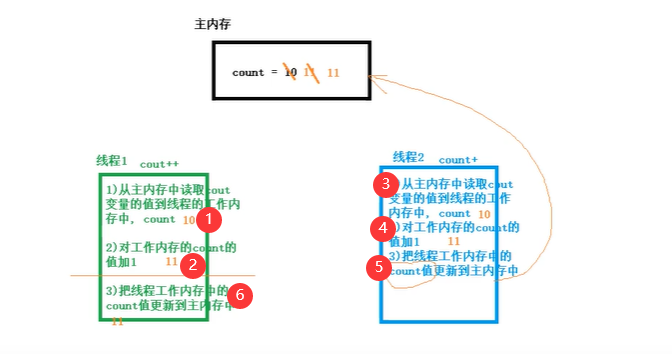 主内存
count = 10 11 11
线程1 cout++
1)从主内存中读取cout
变量的值到线程的工作内
存中, count 10 1
2)对工作内存的count的
值加1 11 2
3)把线程工作内存中的 6
count值更新到主内存中
11
线程2 count+
3 )从主内存中读取cout
变量的值到线程的工作
内存中, count 10
4 )对工作内存的count的
值加1 11
5 3)把线程工作内存中的
count值更新到主内存中